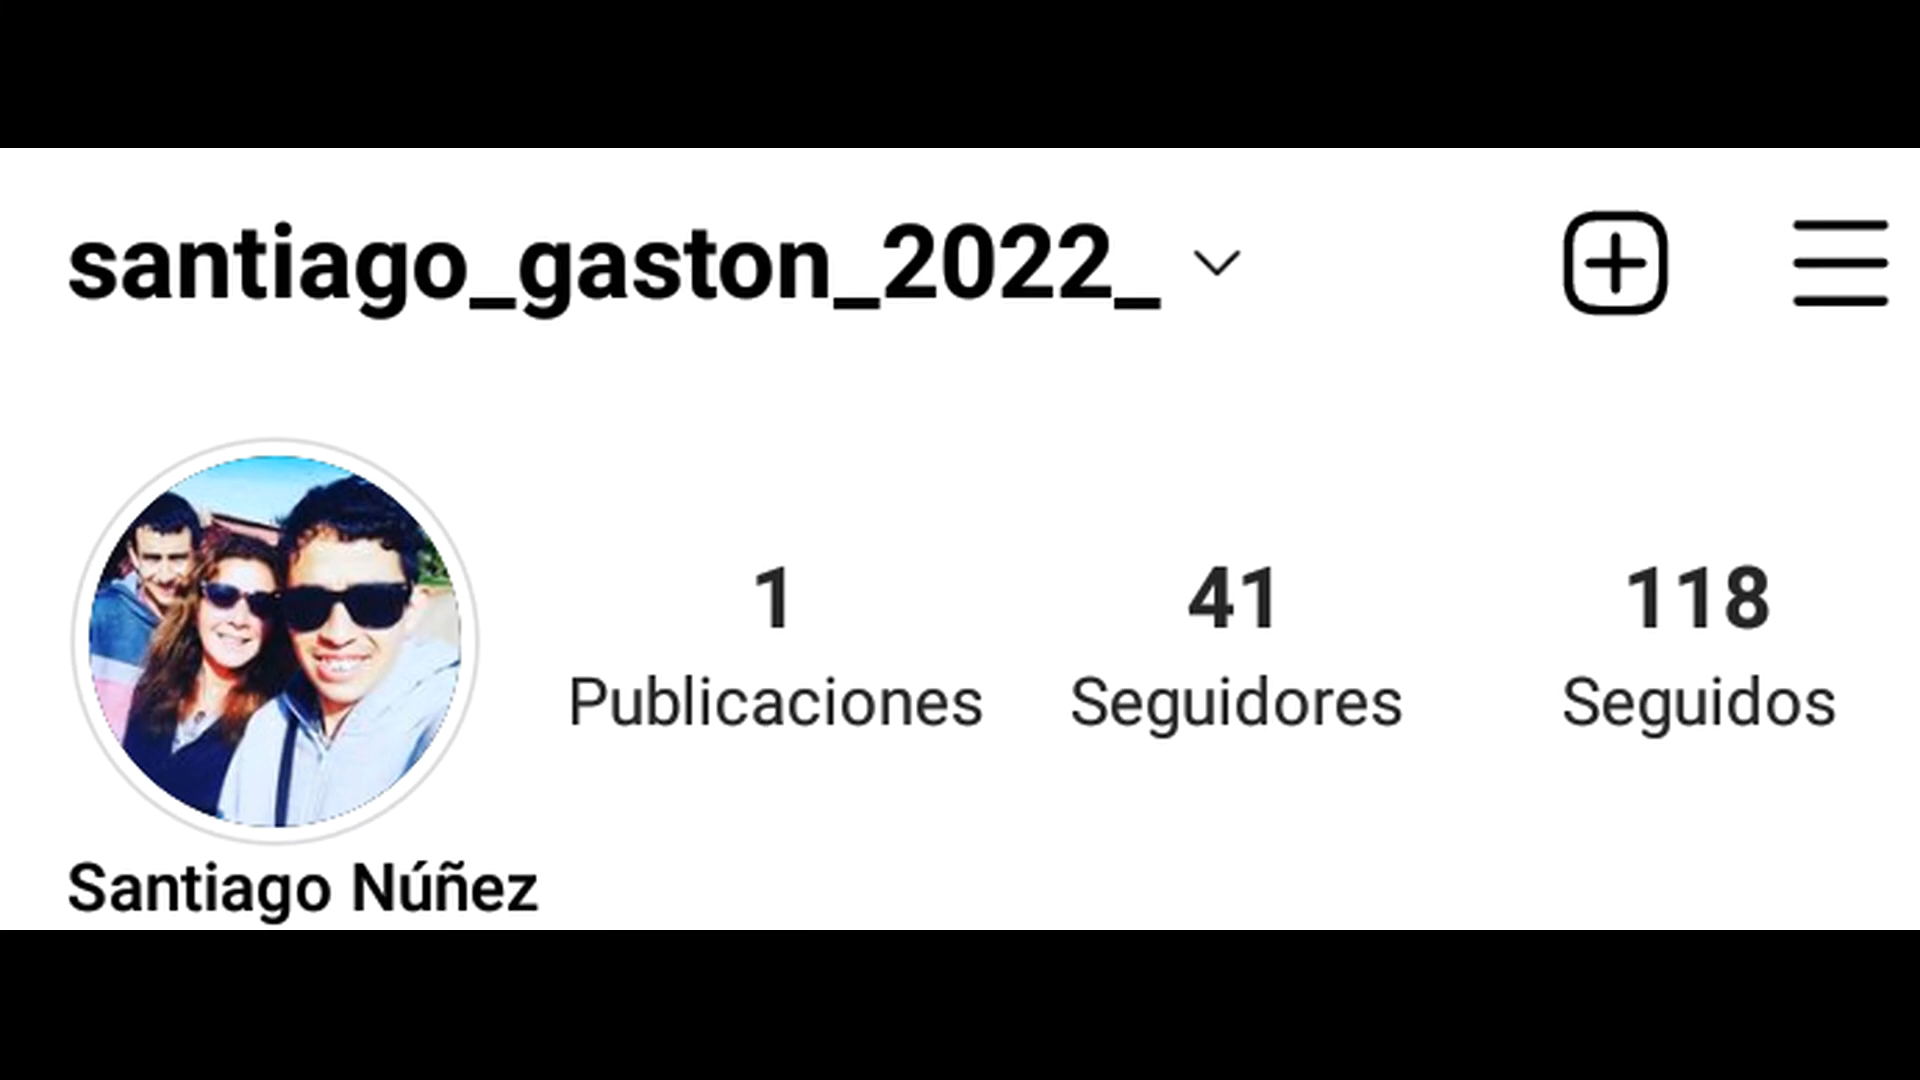 santiago_gaston_2022_
1 41 118
Publicaciones Seguidores Seguidos
Santiago Núñez